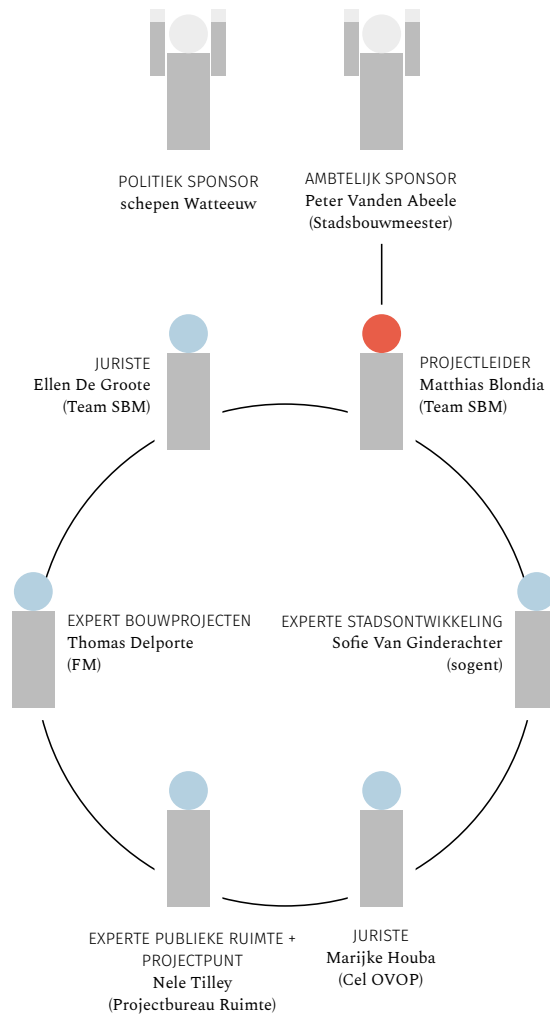 POLITIEK SPONSOR
schepen Watteeuw
AMBTELIJK SPONSOR
Peter Vanden Abeele
(Stadsbouwmeester)
JURISTE
Ellen De Groote
(Team SBM)
PROJECTLEIDER
Matthias Blondia
(Team SBM)
EXPERT BOUWPROJECTEN
Thomas Delporte
(FM)
EXPERTE STADSONTWIKKELING
Sofie Van Ginderachter
(sogent)
EXPERTE PUBLIEKE RUIMTE +
PROJECTPUNT
Nele Tilley
(Projectbureau Ruimte)
JURISTE
Marijke Houba
(Cel OVOP)